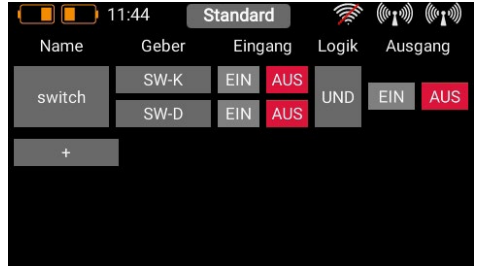 11:44 Standard
Name Geber Eingang Logik Ausgang
switch SW-K EIN AUS UND EIN AUS
SW-D EIN AUS
+